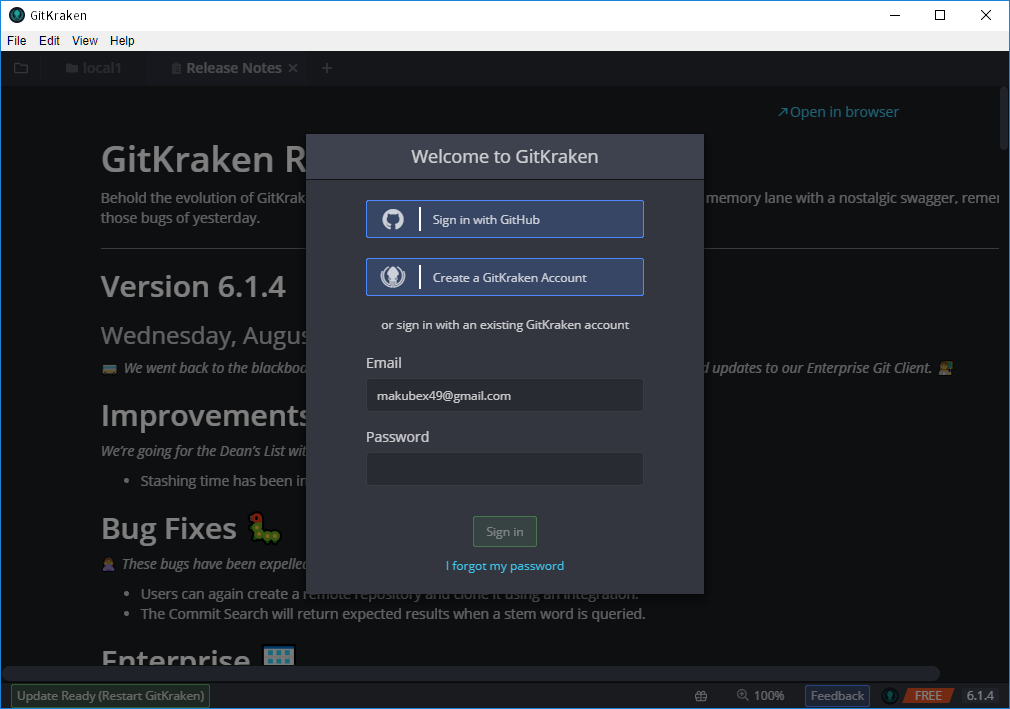 GitKraken
File Edit View Help
local1 Release Notes
Open in browser
Welcome to GitKraken
GitKraken R
Sign in with GitHub
Behold the evolution of GitKrak memory lane with a nostalgic swagger, remer
those bugs of yesterday.
Create a GitKraken Account
Version 6.1.4
or sign in with an existing GitKraken account
Wednesday, Augus
Email
We went back to the blackboa d updates to our Enterprise Git Client.
makubex49@gmail.com
Improvements
Password
We're going for the Dean's List wit
Stashing time has been in
Bug Fixes
Sign in
These bugs have been expelled
I forgot my password
Users can again create a remote repository and clone it using an integration.
The Commit Search will return expected results when a stem word is queried.
Enterprise
Update Ready (Restart GitKraken) 100% Feedback FREE 6.1.4